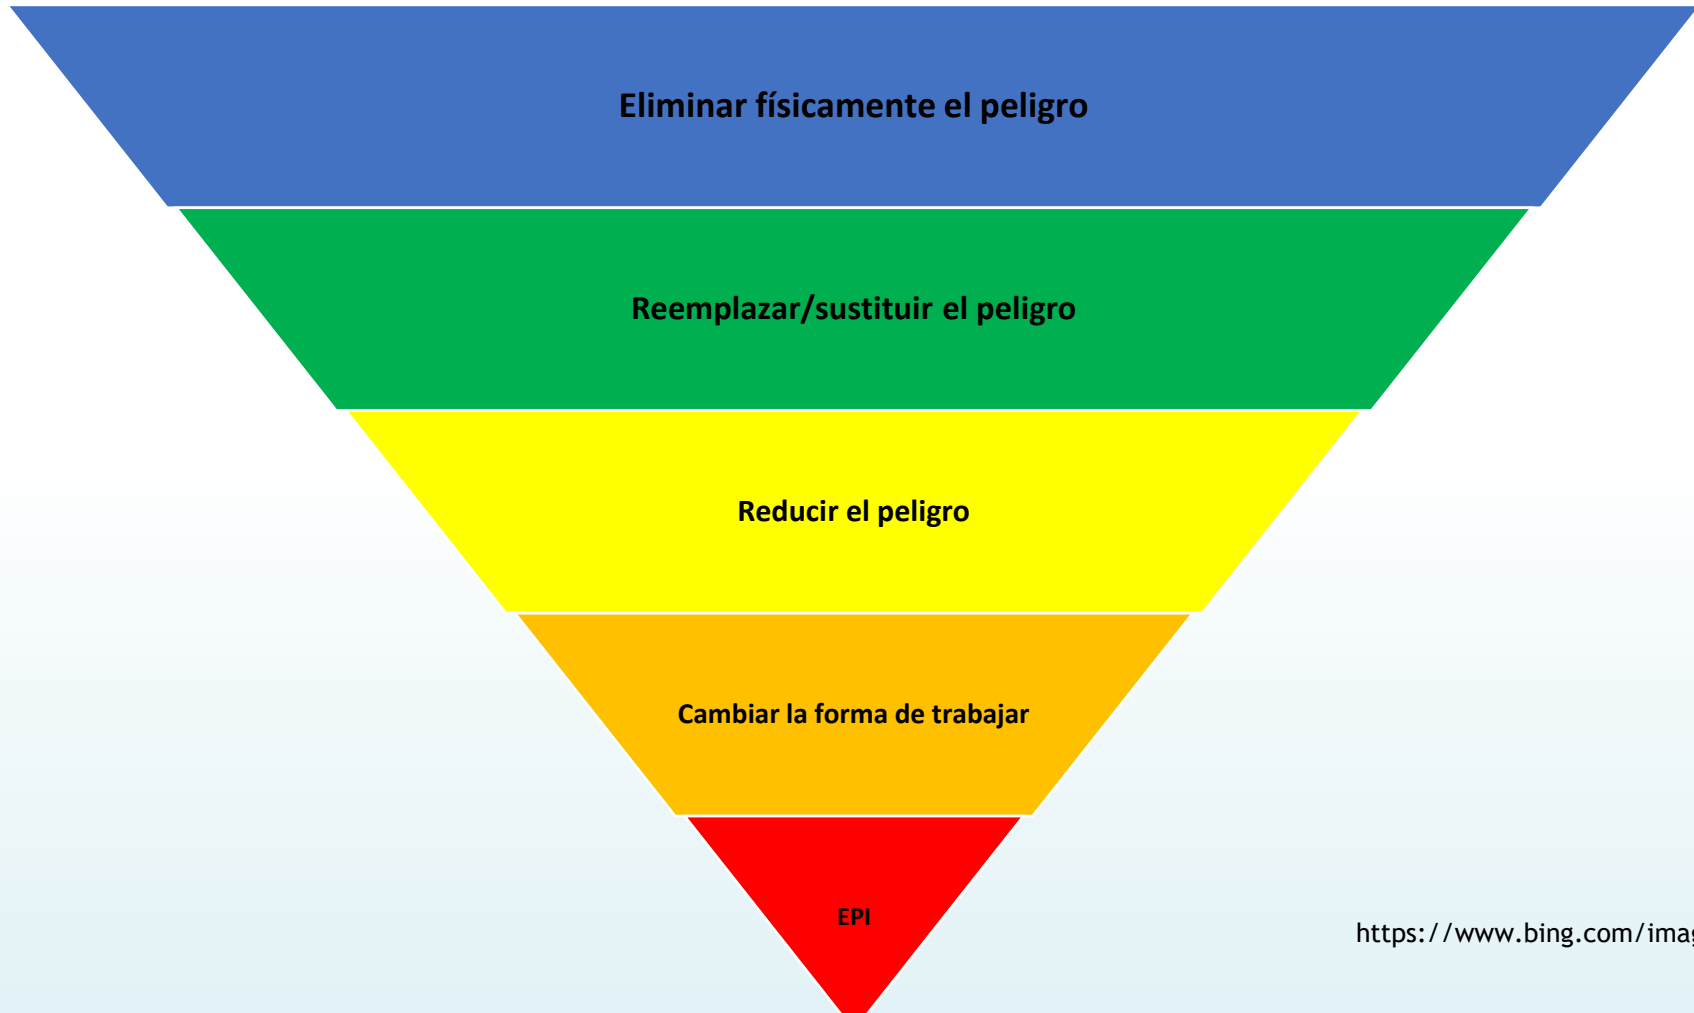 Eliminar físicamente el peligro
Reemplazar/sustituir el peligro
Reducir el peligro
Cambiar la forma de trabajar
EPI
https://www.bing.com/imag